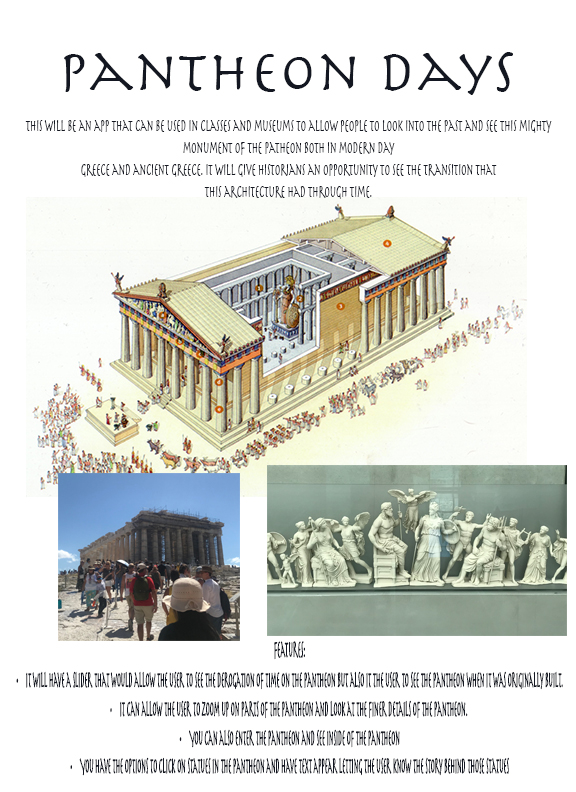 PANTHEON DAYS
THIS WILL BE AN APP THAT CAN BE USED IN CLASSES AND MUSEUMS TO ALLOW PEOPLE TO LOOK INTO THE PAST AND SEE THIS MIGHTY
MONUMENT OF THE PATHEON BOTH IN MODERN DAY
GREECE AND ANCIENT GREECE. IT WILL GIVE HISTORIANS AN OPPORTUNITY TO SEE THE TRANSITION THAT
THIS ARCHITECTURE HAD THROUGH TIME.
FEATURES:
• IT WILL HAVE A SLIDER THAT WOULD ALLOW THE USER TO SEE THE DEROGATION OF TIME ON THE PANTHEON BUT ALSO IT THE USER TO SEE THE PANTHEON WHEN IT WAS ORIGINALLY BUILT.
• IT CAN ALLOW THE USER TO ZOOM UP ON PARTS OF THE PANTHEON AND LOOK AT THE FINER DETAILS OF THE PANTHEON.
• YOU CAN ALSO ENTER THE PANTHEON AND SEE INSIDE OF THE PANTHEON
• YOU HAVE THE OPTIONS TO CLICK ON STATUES IN THE PANTHEON AND HAVE TEXT APPEAR LETTING THE USER KNOW THE STORY BEHIND THOSE STATUES